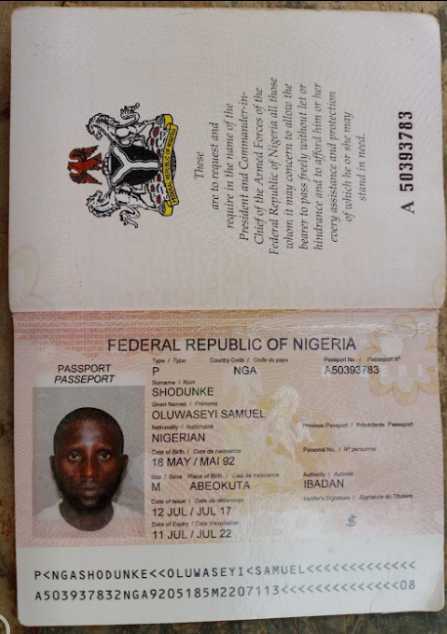 These
are to request and
require in the name of the
President and Commander-in-
Chief of the Armed Forces of the
Federal Republic of Nigeria all those
whom it may concern to allow the
bearer to pass freely without let or
hindrance and to afford him or her
every assistance and protection
of which he or she may
stand in need.
A 50393783
FEDERAL REPUBLIC OF NIGERIA
PASSPORT
PASSEPORT
Type / Type Country Code / Code du pays Passport No. / Passeport N°
P NGA A50393783
Surname / Nom
SHODUNKE
Given Names / Prénoms
OLUWASEYI SAMUEL
Nationality / Nationalité Previous Passport / Précédents Passeport
NIGERIAN
Date of Birth / Date de naissance Personal No. / N° personnel
18 MAY / MAI 92
Sex / Sexe Place of Birth / Lieu de naissance Authority / Autorité
M ABEOKUTA IBADAN
Date of Issue / Date de délivrance Holder's Signature / Signature du Titulaire
12 JUL / JUL 17
Date of Expiry / Date d'expiration
11 JUL / JUL 22
P<NGASHODUNKE<<OLUWASEYI<SAMUEL<<<<<<<<<<<<<
A503937832NGA9205185M2207113<<<<<<<<<<<<<<08